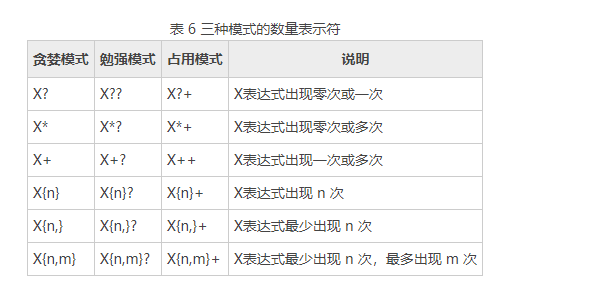 表 6 三种模式的数量表示符
贪婪模式 勉强模式 占用模式 说明
X? X?? X?+ X表达式出现零次或一次
X* X*? X*+ X表达式出现零次或多次
X+ X+? X++ X表达式出现一次或多次
X{n} X{n}? X{n}+ X表达式出现 n 次
X{n,} X{n,}? X{n,}+ X表达式最少出现 n 次
X{n,m} X{n,m}? X{n,m}+ X表达式最少出现 n 次，最多出现 m 次